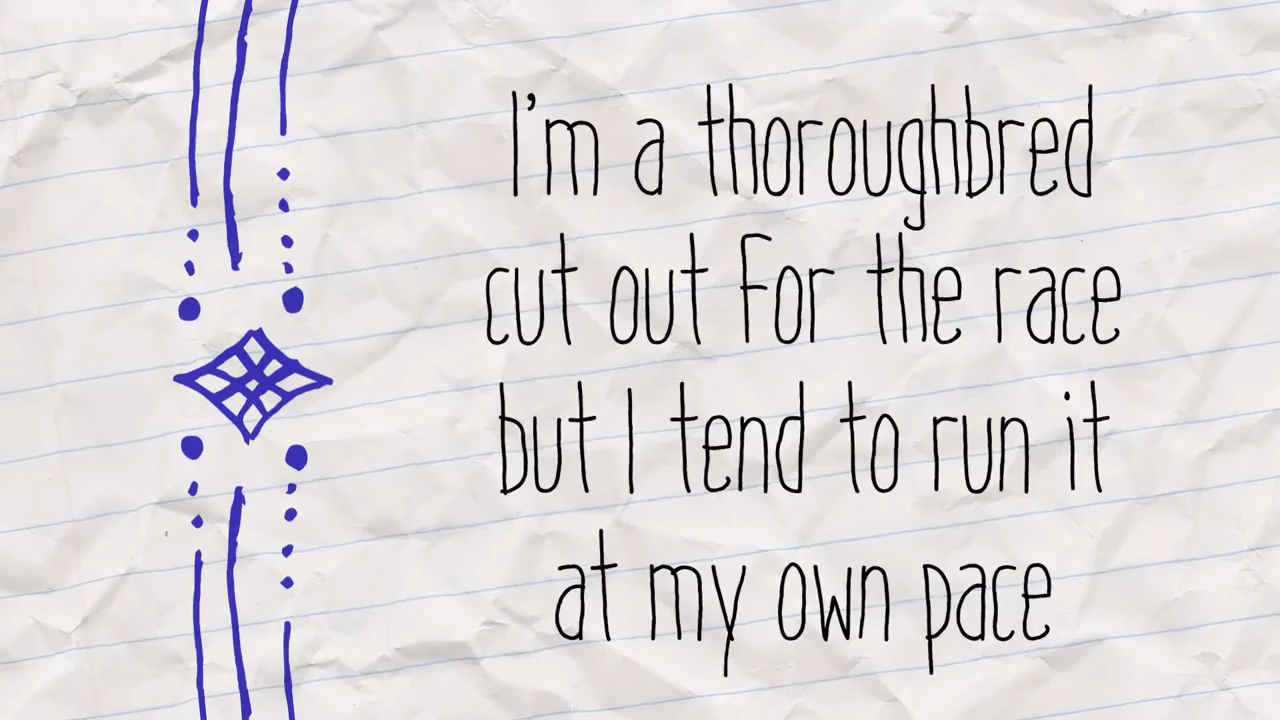 I'm a thoroughbred
cut out For the race
but I tend to run it
at my own pace